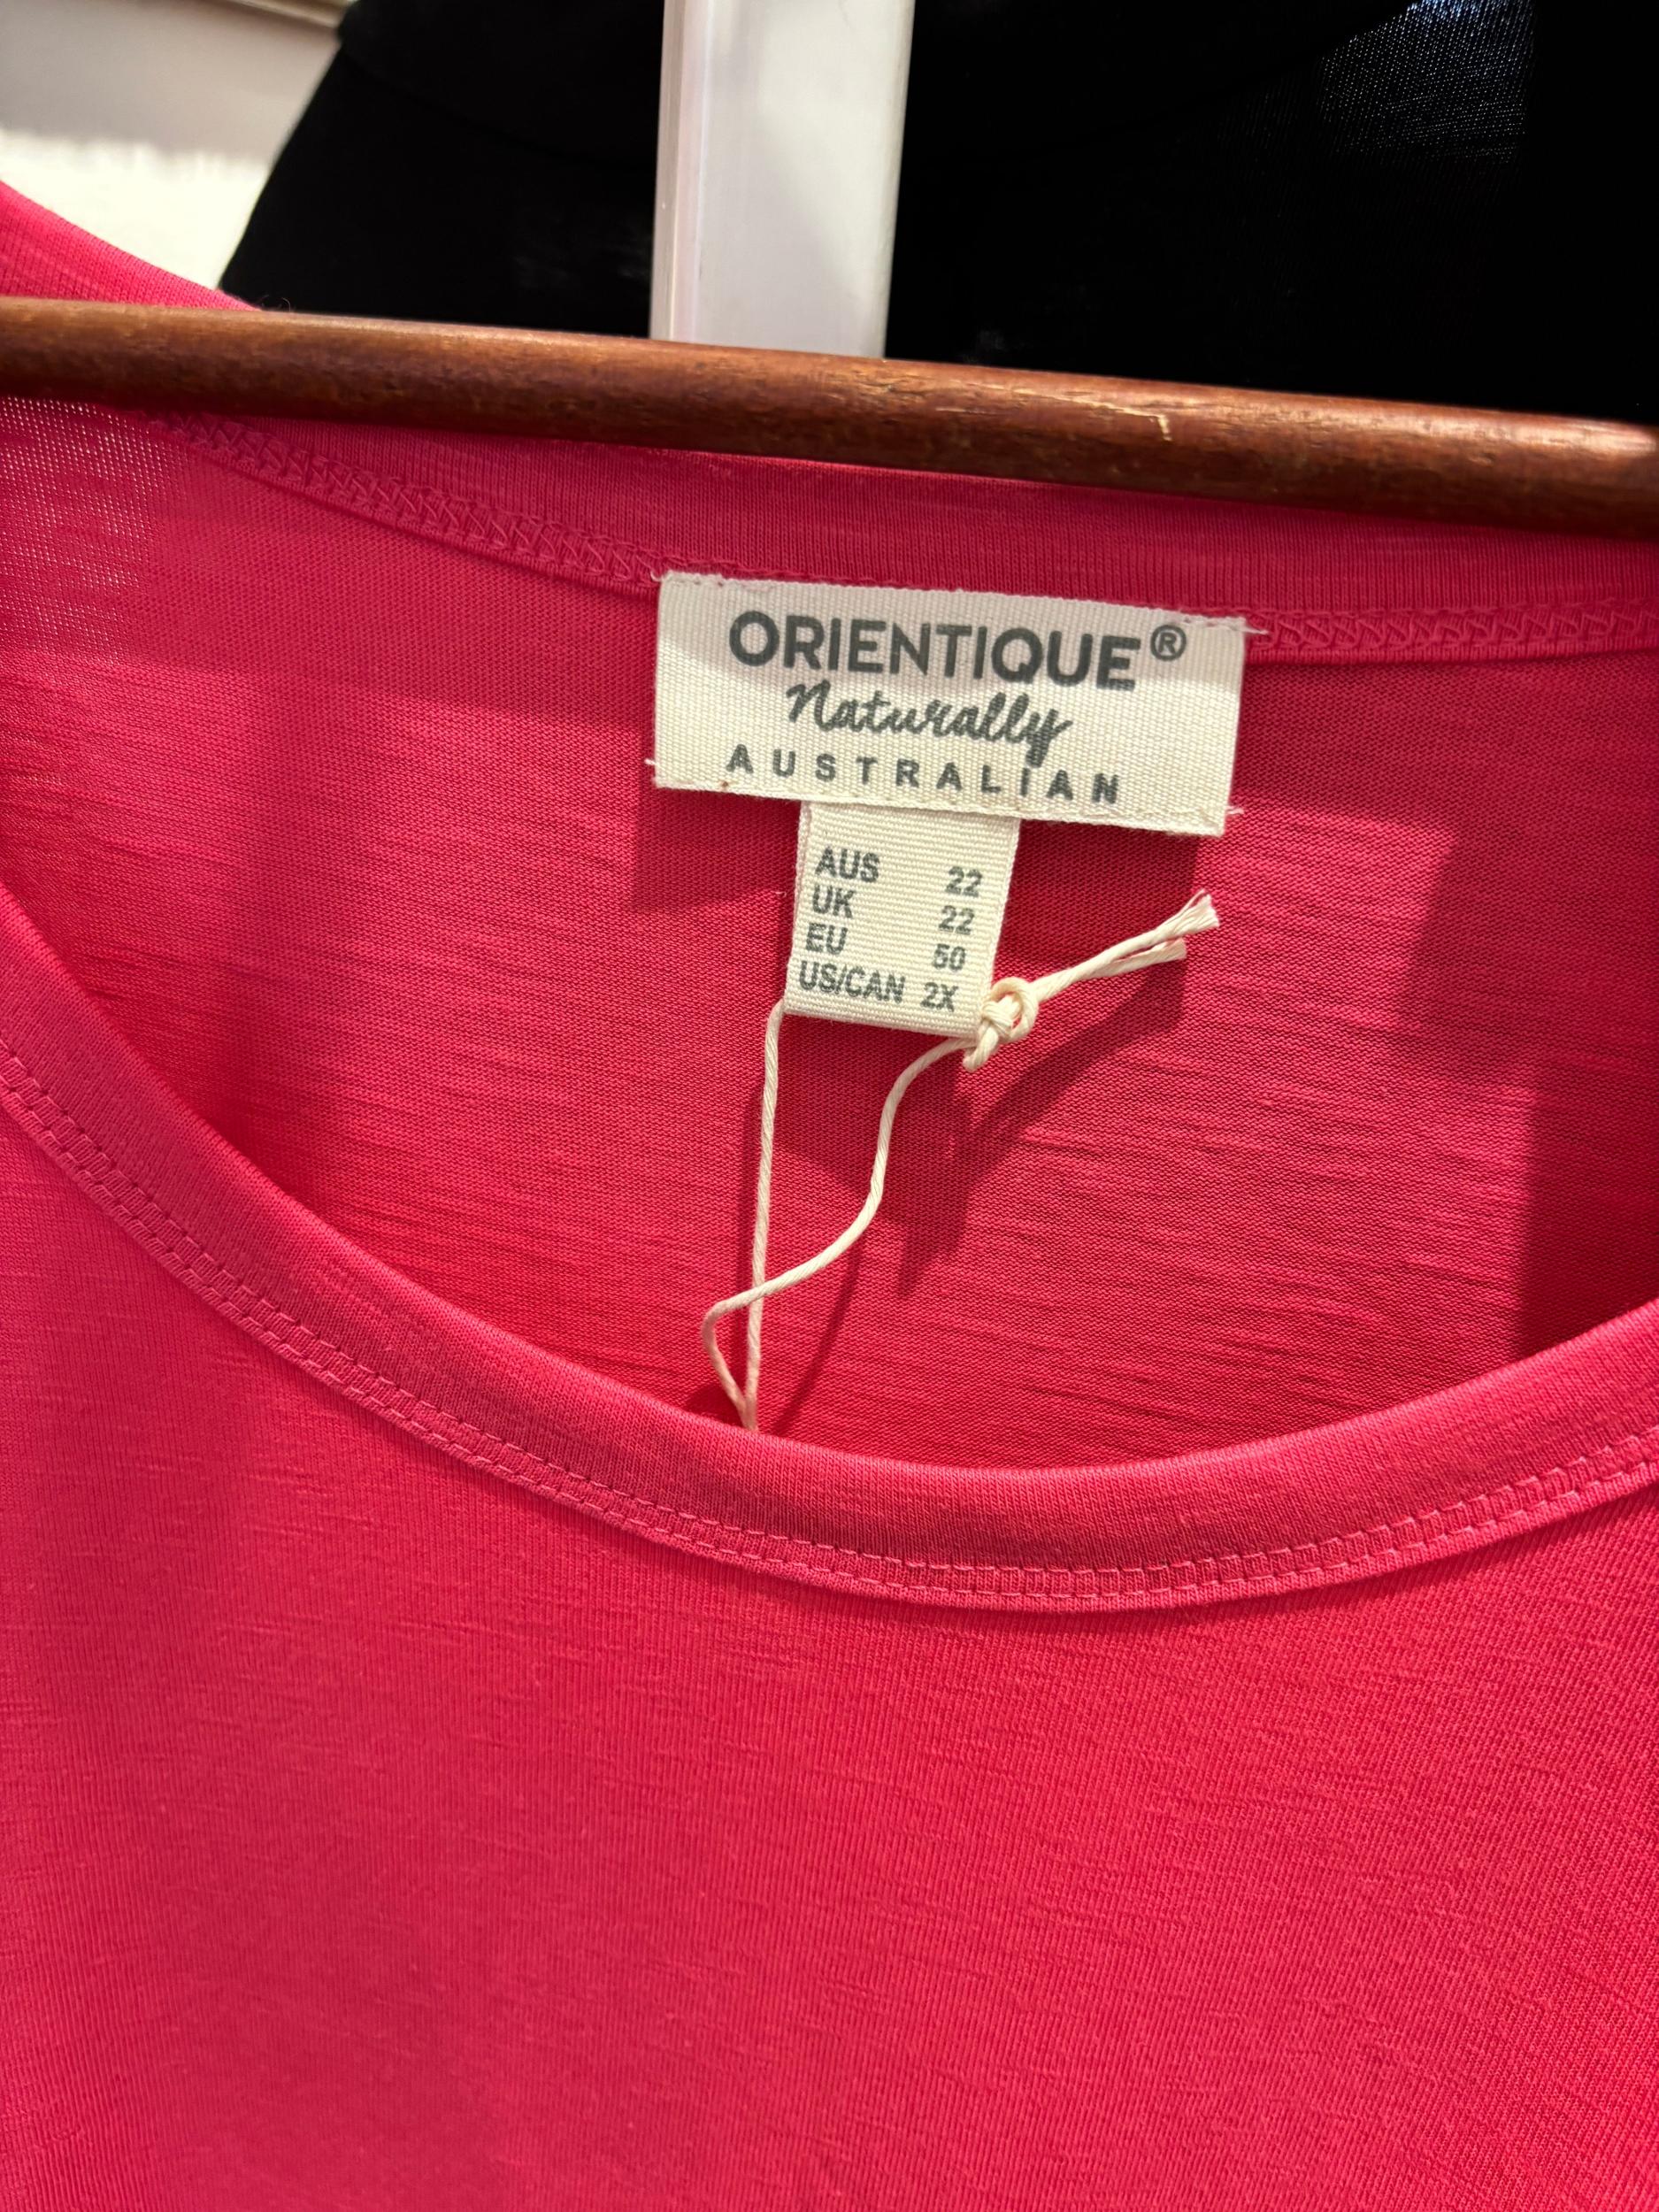 ORIENTIQUE®
Naturally
AUSTRALIAN
AUS 22
UK 22
EU 50
US/CAN 2X